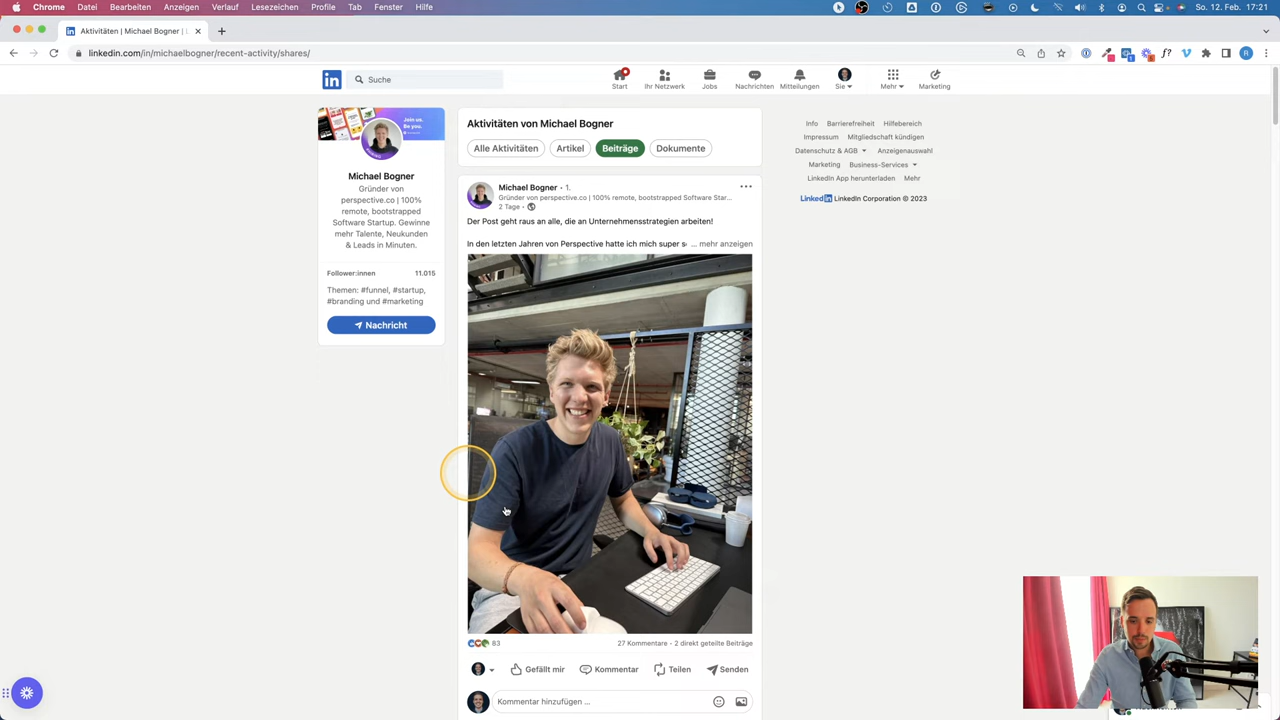 Chrome Datei Bearbeiten Anzeigen Verlauf Lesezeichen Profile Tab Fenster Hilfe
So. 12. Feb. 17:21
Aktivitäten | Michael Bogner |
linkedin.com/in/michaelbogner/recent-activity/shares/
in Suche
Start Ihr Netzwerk Jobs Nachrichten Mitteilungen Sie Mehr Marketing
Michael Bogner
Gründer von
perspective.co | 100%
remote, bootstrapped
Software Startup. Gewinne
mehr Talente, Neukunden
& Leads in Minuten.
Follower:innen 11.015
Themen: #funnel, #startup,
#branding und #marketing
Nachricht
Aktivitäten von Michael Bogner
Alle Aktivitäten Artikel Beiträge Dokumente
Michael Bogner • 1.
Gründer von perspective.co | 100% remote, bootstrapped Software Star...
2 Tage •
Der Post geht raus an alle, die an Unternehmensstrategien arbeiten!
In den letzten Jahren von Perspective hatte ich mich super s ... mehr anzeigen
83 27 Kommentare • 2 direkt geteilte Beiträge
Gefällt mir Kommentar Teilen Senden
Kommentar hinzufügen ...
Info Barrierefreiheit Hilfebereich
Impressum Mitgliedschaft kündigen
Datenschutz & AGB Anzeigenauswahl
Marketing Business-Services
LinkedIn App herunterladen Mehr
LinkedIn LinkedIn Corporation © 2023